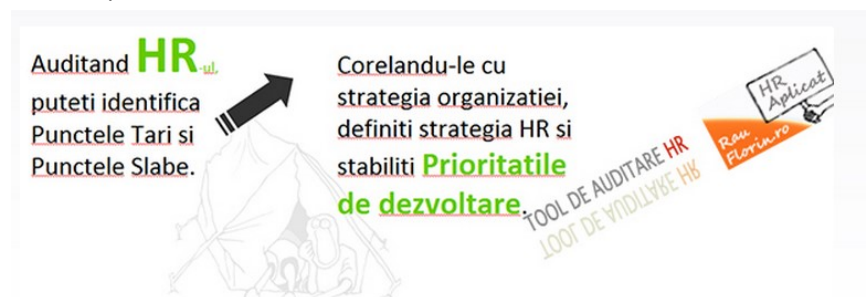 Auditand HR-ul,
puteti identifica
Punctele Tari si
Punctele Slabe.
Corelandu-le cu
strategia organizatiei,
definiti strategia HR si
stabiliti Prioritatile
de dezvoltare.
TOOL DE AUDITARE HR
TOOL DE AUDITARE HR
HR
Aplicat
Rau
Florin.ro